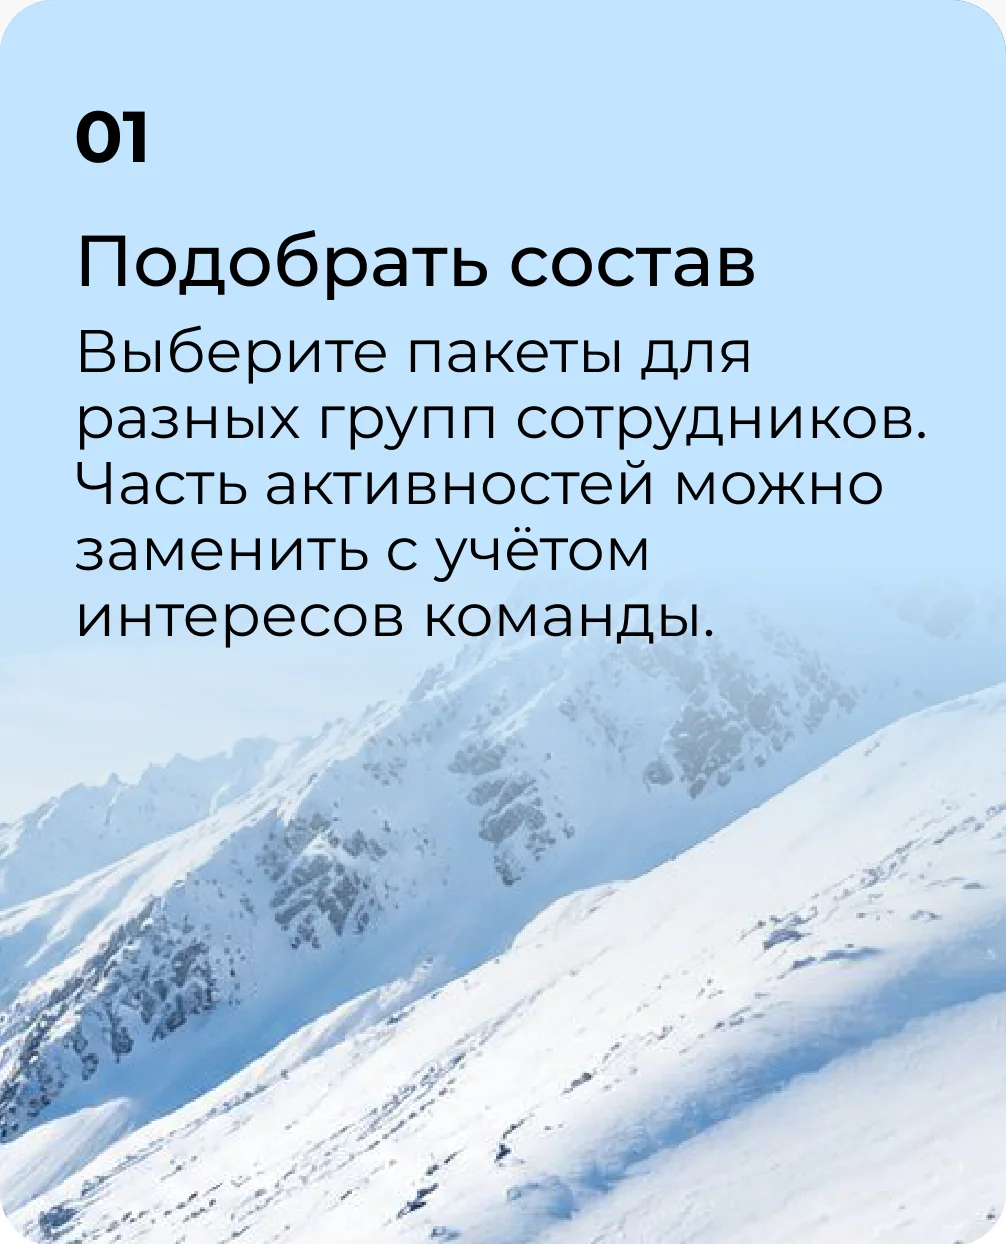 01
Подобрать состав
Выберите пакеты для
разных групп сотрудников.
Часть активностей можно
заменить с учётом
интересов команды.